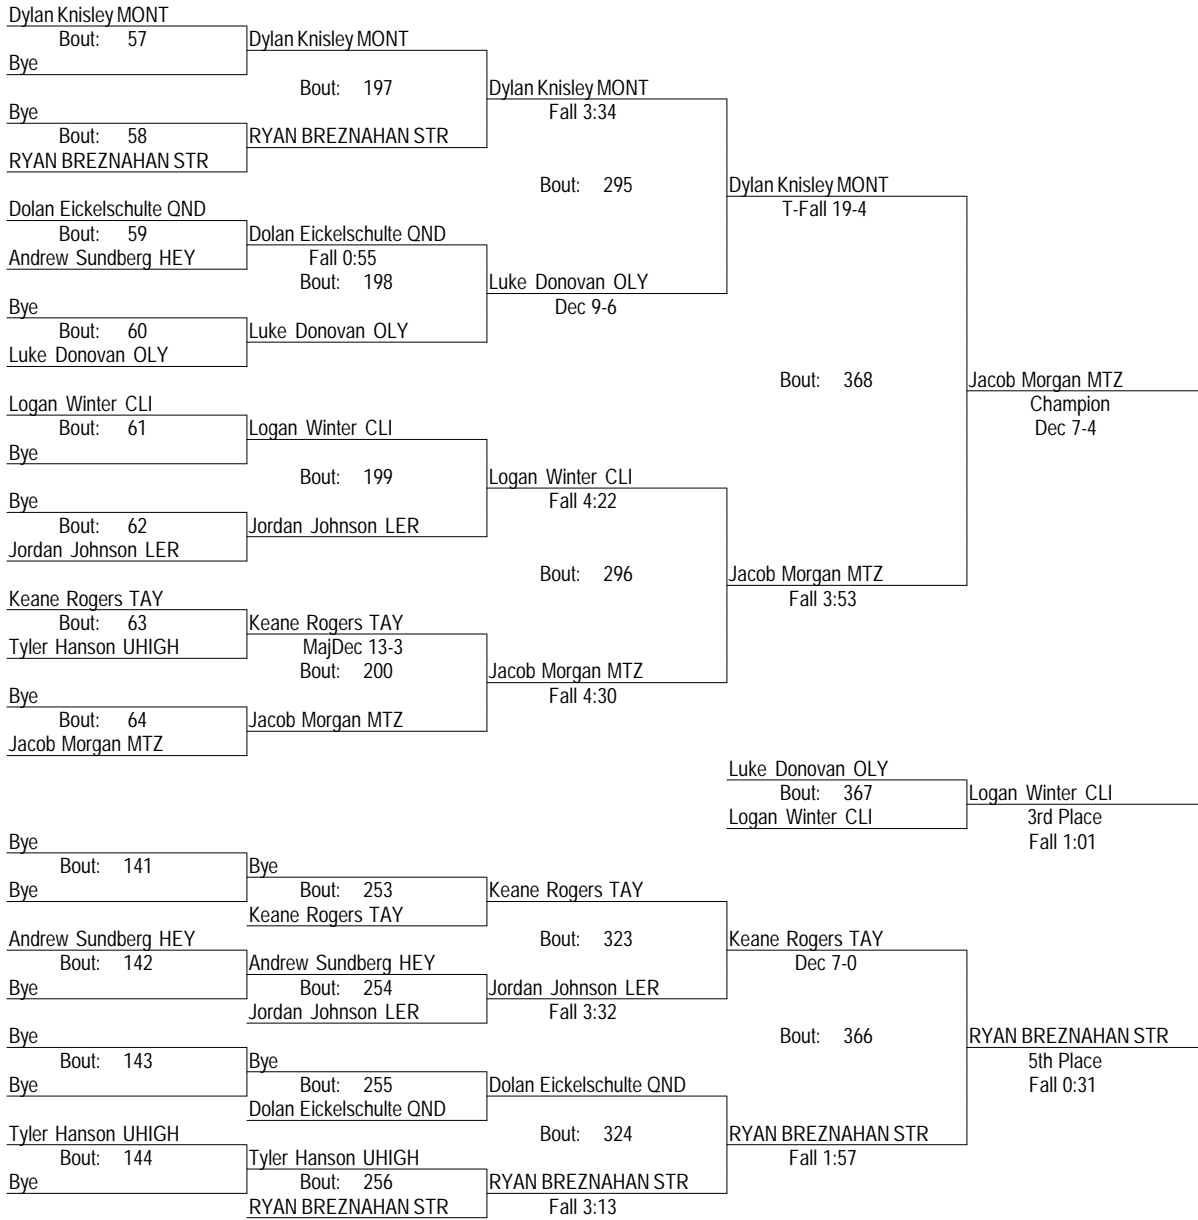 Dylan Knisley MONT
Bout: 57
Dylan Knisley MONT
Bye
Bout: 197
Dylan Knisley MONT
Bye
Fall 3:34
Bout: 58
RYAN BREZNAHAN STR
RYAN BREZNAHAN STR
Bout: 295
Dylan Knisley MONT
Dolan Eickelschulte QND
T-Fall 19-4
Bout: 59
Dolan Eickelschulte QND
Andrew Sundberg HEY
Fall 0:55
Bout: 198
Luke Donovan OLY
Bye
Dec 9-6
Bout: 60
Luke Donovan OLY
Luke Donovan OLY
Bout: 368
Jacob Morgan MTZ
Logan Winter CLI
Champion
Bout: 61
Logan Winter CLI
Dec 7-4
Bye
Bout: 199
Logan Winter CLI
Bye
Fall 4:22
Bout: 62
Jordan Johnson LER
Jordan Johnson LER
Bout: 296
Jacob Morgan MTZ
Keane Rogers TAY
Fall 3:53
Bout: 63
Keane Rogers TAY
Tyler Hanson UHIGH
MajDec 13-3
Bout: 200
Jacob Morgan MTZ
Bye
Fall 4:30
Bout: 64
Jacob Morgan MTZ
Jacob Morgan MTZ
Luke Donovan OLY
Bout: 367
Logan Winter CLI
Logan Winter CLI
3rd Place
Fall 1:01
Bye
Bout: 141
Bye
Bye
Bout: 253
Keane Rogers TAY
Keane Rogers TAY
Andrew Sundberg HEY
Bout: 323
Keane Rogers TAY
Bout: 142
Andrew Sundberg HEY
Dec 7-0
Bye
Bout: 254
Jordan Johnson LER
Jordan Johnson LER
Fall 3:32
Bye
Bout: 366
RYAN BREZNAHAN STR
Bout: 143
Bye
5th Place
Bye
Bout: 255
Dolan Eickelschulte QND
Fall 0:31
Dolan Eickelschulte QND
Tyler Hanson UHIGH
Bout: 324
RYAN BREZNAHAN STR
Bout: 144
Tyler Hanson UHIGH
Fall 1:57
Bye
Bout: 256
RYAN BREZNAHAN STR
RYAN BREZNAHAN STR
Fall 3:13